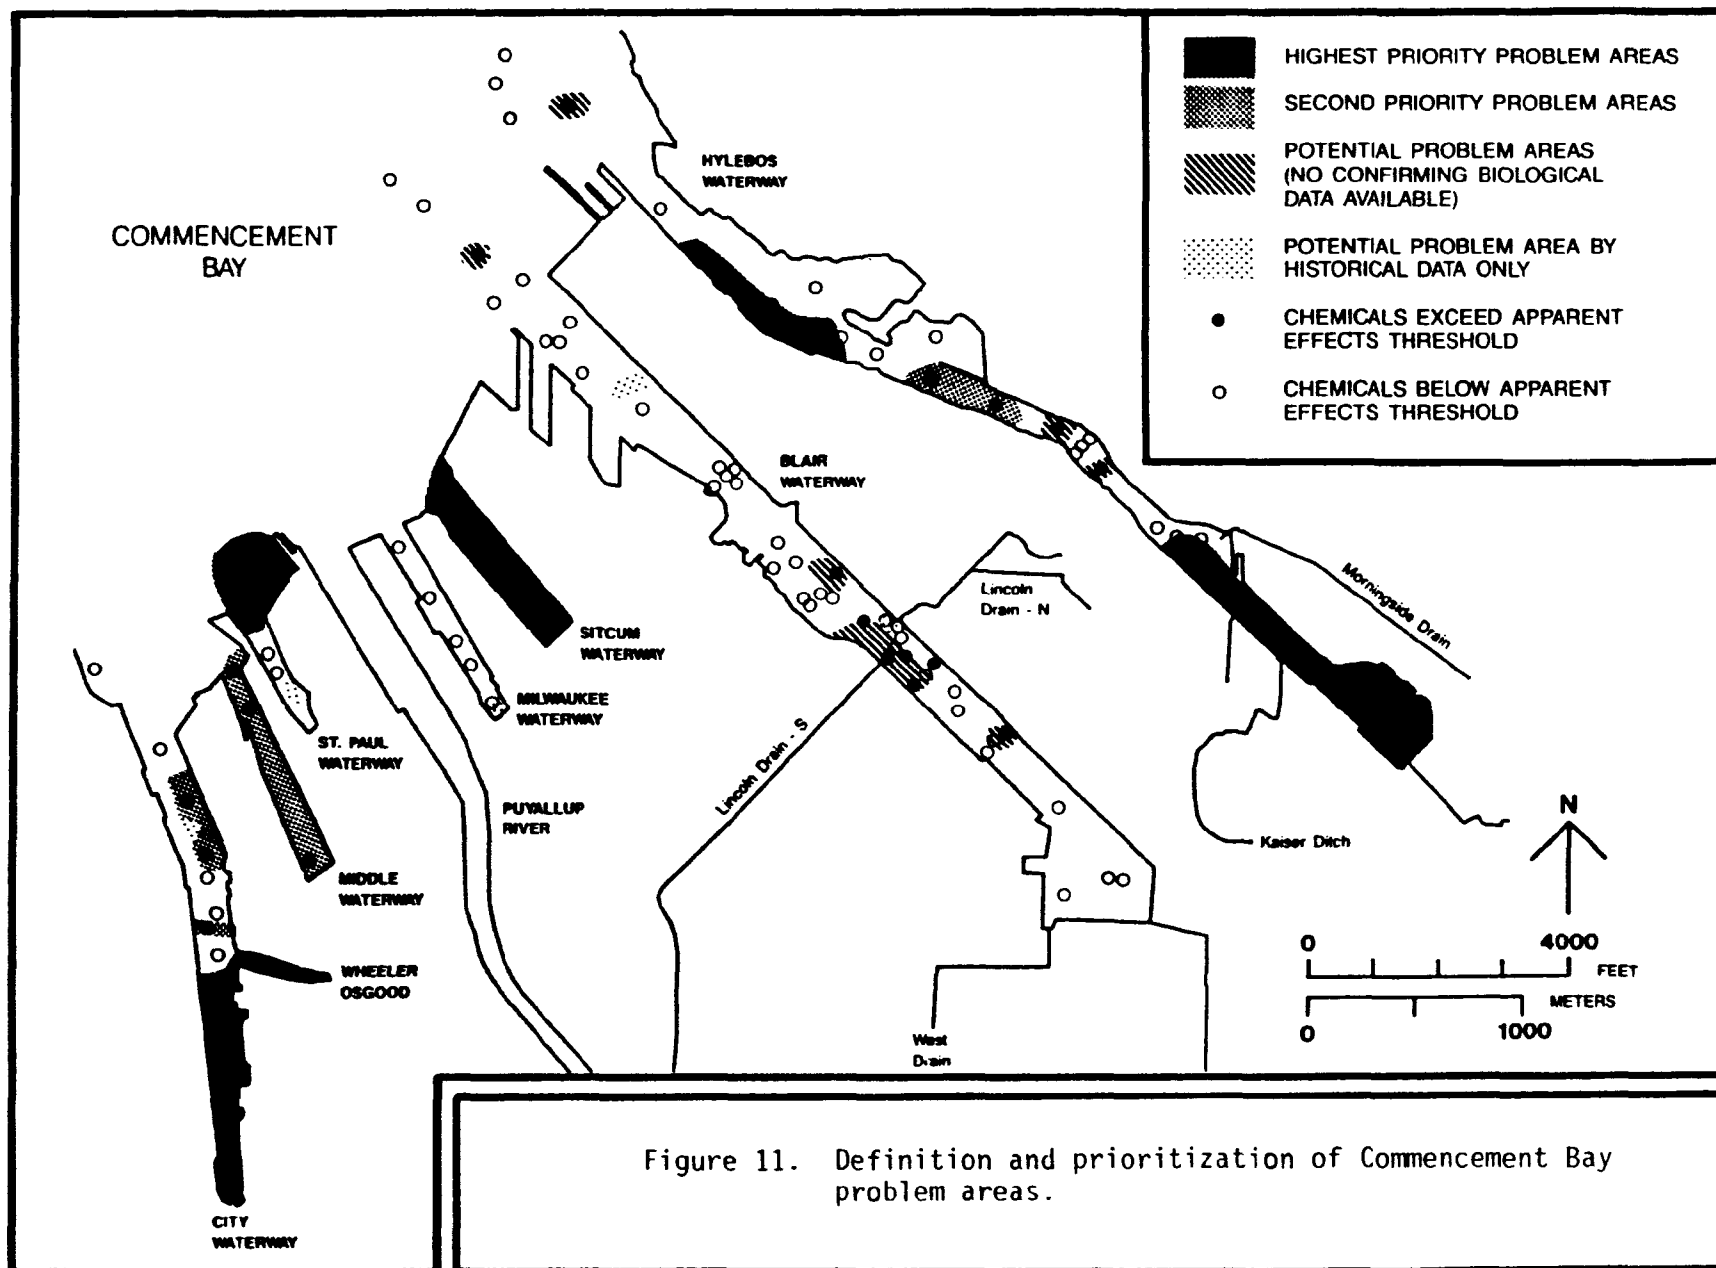 HIGHEST PRIORITY PROBLEM AREAS
SECOND PRIORITY PROBLEM AREAS
POTENTIAL PROBLEM AREAS
(NO CONFIRMING BIOLOGICAL
DATA AVAILABLE)
POTENTIAL PROBLEM AREA BY
HISTORICAL DATA ONLY
CHEMICALS EXCEED APPARENT
EFFECTS THRESHOLD
CHEMICALS BELOW APPARENT
EFFECTS THRESHOLD
COMMENCEMENT
BAY
HYLEBOS
WATERWAY
BLAIR
WATERWAY
Lincoln
Drain - N
Morningside Drain
SITCUM
WATERWAY
MILWAUKEE
WATERWAY
ST. PAUL
WATERWAY
Lincoln Drain - S
PUYALLUP
RIVER
MIDDLE
WATERWAY
Kaiser Ditch
WHEELER
OSGOOD
West
Drain
CITY
WATERWAY
N
0 4000
FEET
METERS
0 1000
Figure 11. Definition and prioritization of Commencement Bay
problem areas.